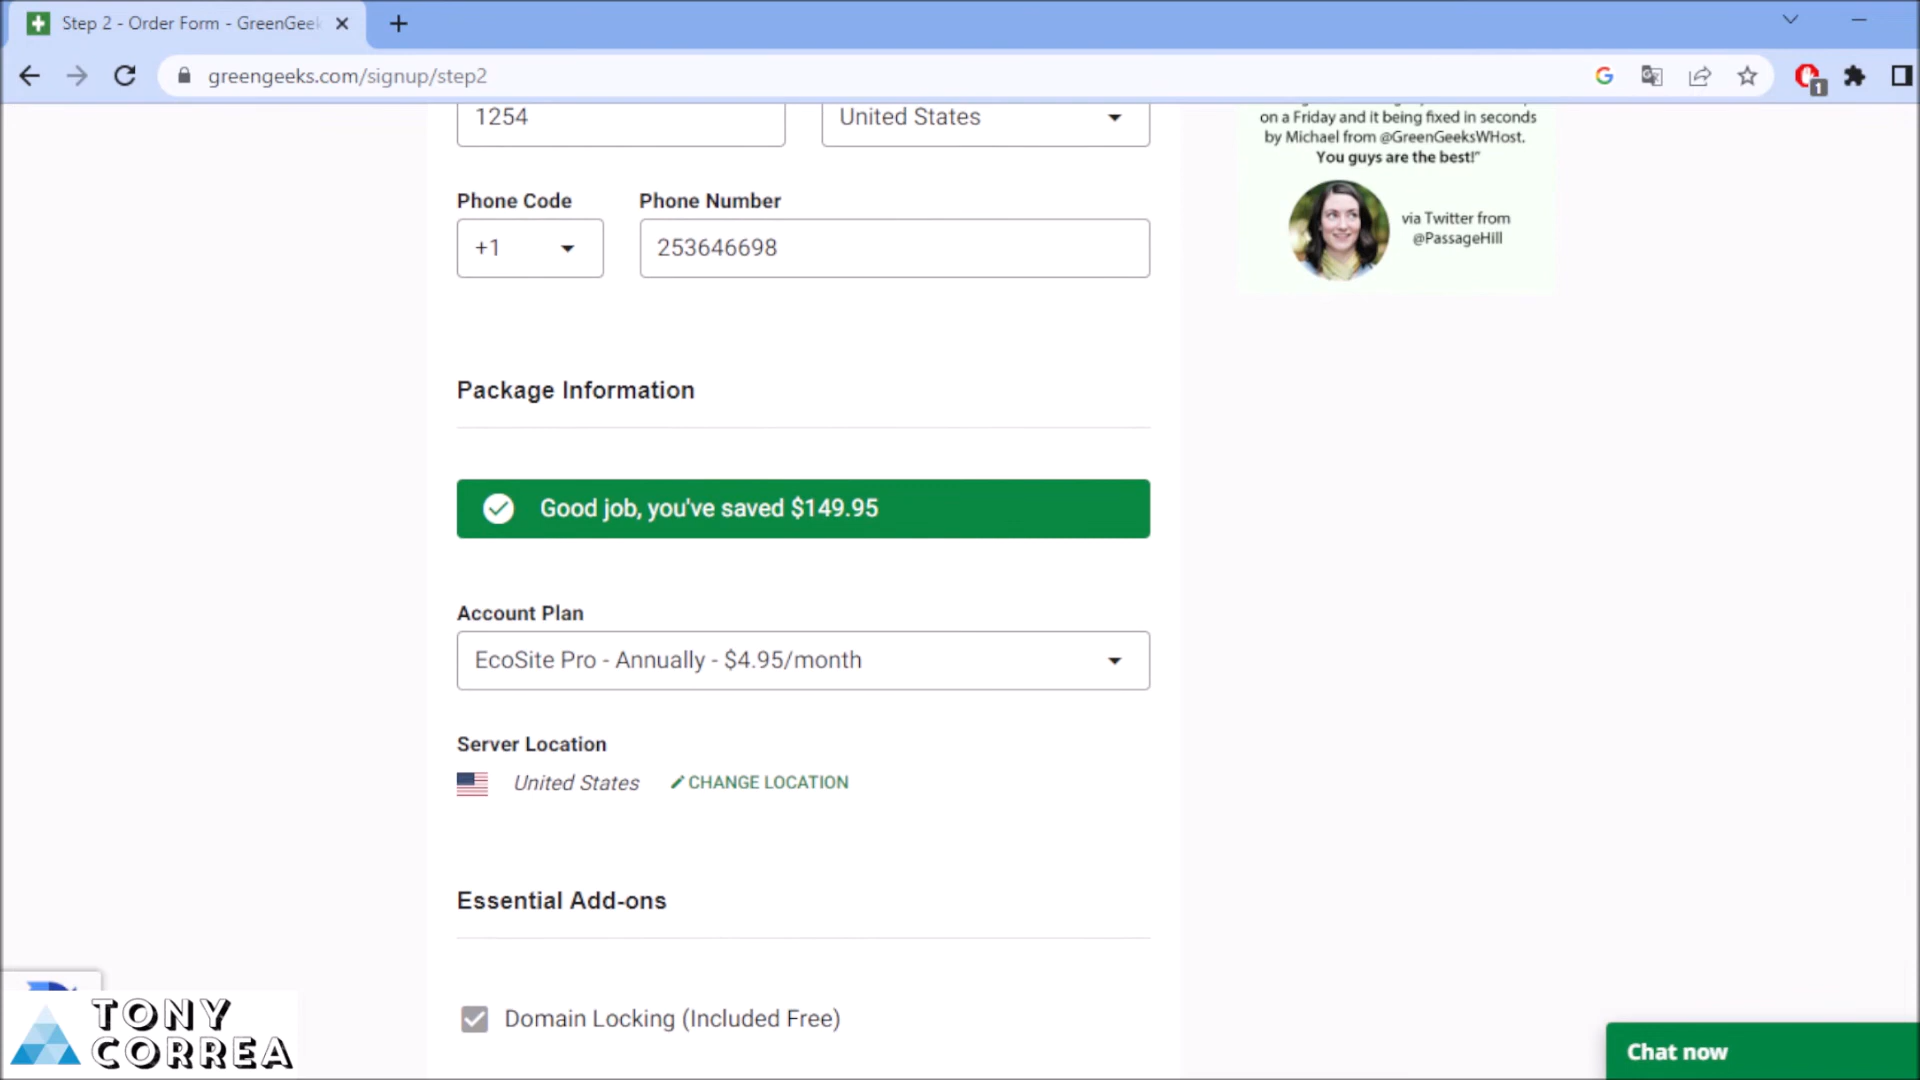 Step 2 - Order Form - GreenGeek
greengeeks.com/signup/step2
1
1254
United States
on a Friday and it being fixed in seconds
by Michael from @GreenGeeksWHost.
You guys are the best!"
via Twitter from
@PassageHill
Phone Code
Phone Number
+1
253646698
Package Information
Good job, you've saved $149.95
Account Plan
EcoSite Pro - Annually - $4.95/month
Server Location
United States
CHANGE LOCATION
Essential Add-ons
Domain Locking (Included Free)
TONY
CORREA
Chat now